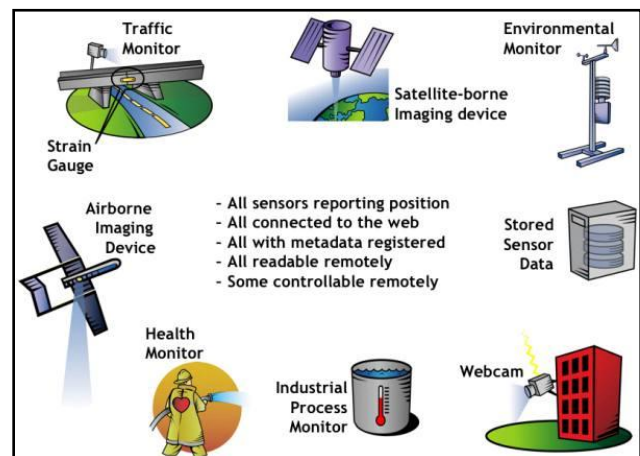 Traffic
Monitor
Strain
Gauge
Satellite-borne
Imaging device
Environmental
Monitor
Airborne
Imaging
Device
- All sensors reporting position
- All connected to the web
- All with metadata registered
- All readable remotely
- Some controllable remotely
Stored
Sensor
Data
Health
Monitor
Industrial
Process
Monitor
Webcam